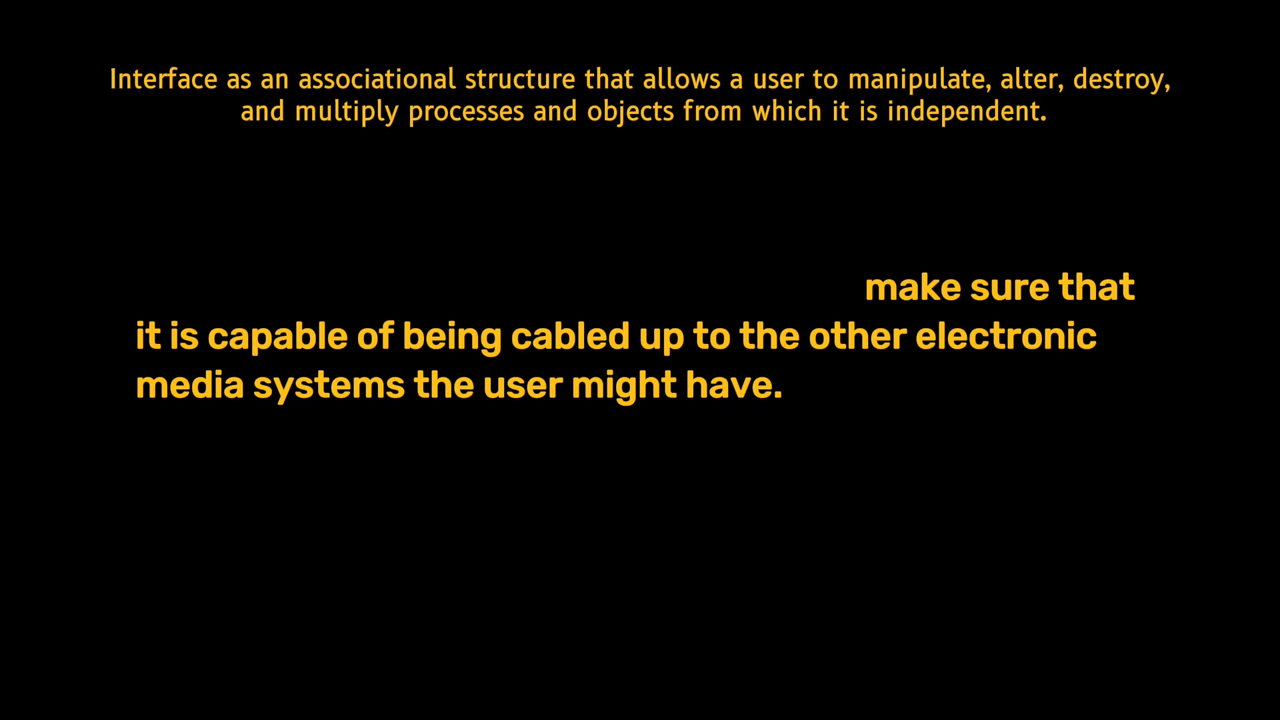 Interface as an associational structure that allows a user to manipulate, alter, destroy,
and multiply processes and objects from which it is independent.
make sure that
it is capable of being cabled up to the other electronic
media systems the user might have.